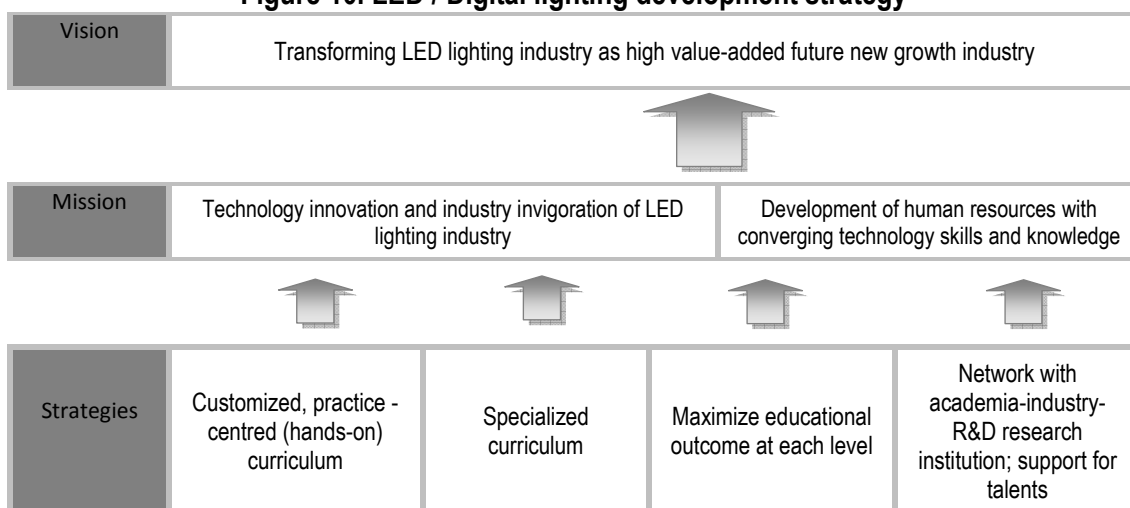 Figure 10: LED / Digital lighting development strategy
Vision
Transforming LED lighting industry as high value-added future new growth industry
Mission
Technology innovation and industry invigoration of LED
lighting industry
Development of human resources with
converging technology skills and knowledge
Strategies
Customized, practice -
centred (hands-on)
curriculum
Specialized
curriculum
Maximize educational
outcome at each level
Network with
academia-industry-
R&D research
institution; support for
talents